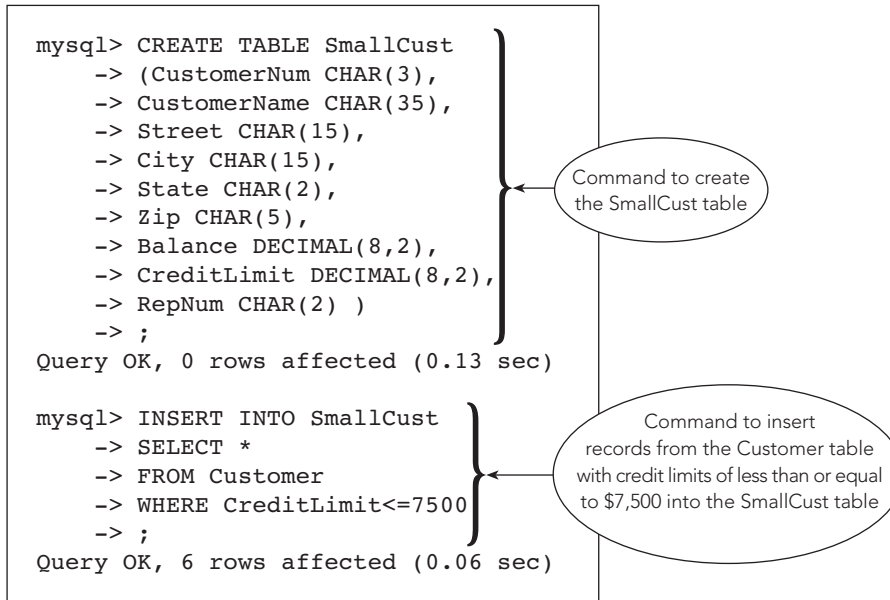 mysql> CREATE TABLE SmallCust
-> (CustomerNum CHAR(3),
-> CustomerName CHAR(35),
-> Street CHAR(15),
-> City CHAR(15),
-> State CHAR(2),
-> Zip CHAR(5),
-> Balance DECIMAL(8,2),
-> CreditLimit DECIMAL(8,2),
-> RepNum CHAR(2) )
-> ;
Query OK, 0 rows affected (0.13 sec)
Command to create
the SmallCust table
mysql> INSERT INTO SmallCust
-> SELECT *
-> FROM Customer
-> WHERE CreditLimit<=7500
-> ;
Query OK, 6 rows affected (0.06 sec)
Command to insert
records from the Customer table
with credit limits of less than or equal
to $7,500 into the SmallCust table